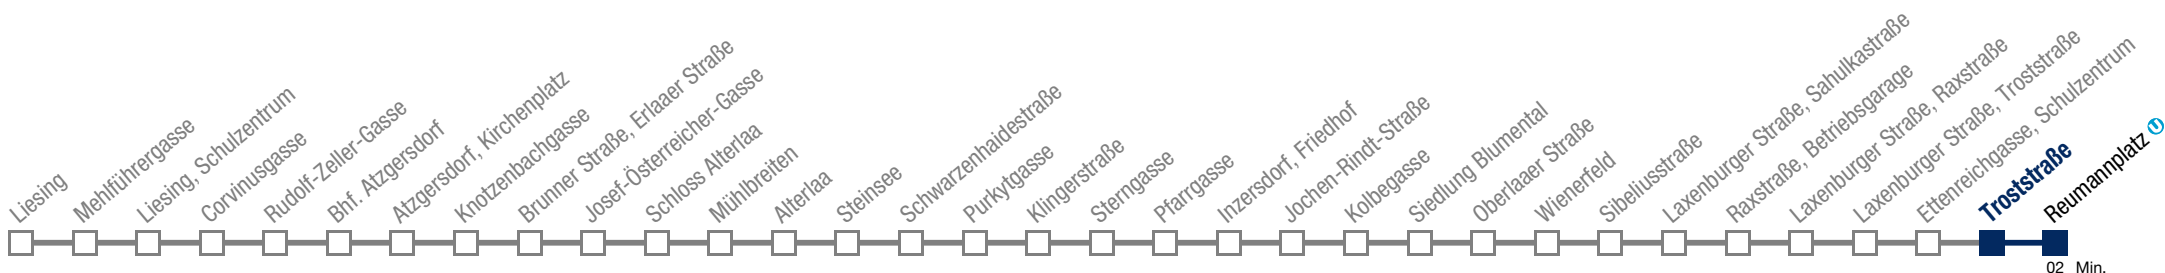 Liesing
Mehlführergasse
Liesing, Schulzentrum
Corvinusgasse
Rudolf-Zeller-Gasse
Bhf. Atzgersdorf
Atzgersdorf, Kirchenplatz
Knotzenbachgasse
Brunner Straße, Erlaaer Straße
Josef-Österreicher-Gasse
Schloss Alterlaa
Mühlbreiten
Alterlaa
Steinsee
Schwarzenhaidestraße
Purkytgasse
Klingerstraße
Sterngasse
Pfarrgasse
Inzersdorf, Friedhof
Jochen-Rindt-Straße
Kolbegasse
Siedlung Blumental
Oberlaaer Straße
Wienerfeld
Sibeliusstraße
Laxenburger Straße, Sahulkastraße
Raxstraße, Betriebsgarage
Laxenburger Straße, Raxstraße
Laxenburger Straße, Troststraße
Ettenreichgasse, Schulzentrum
Troststraße
Reumannplatz U
02 Min.